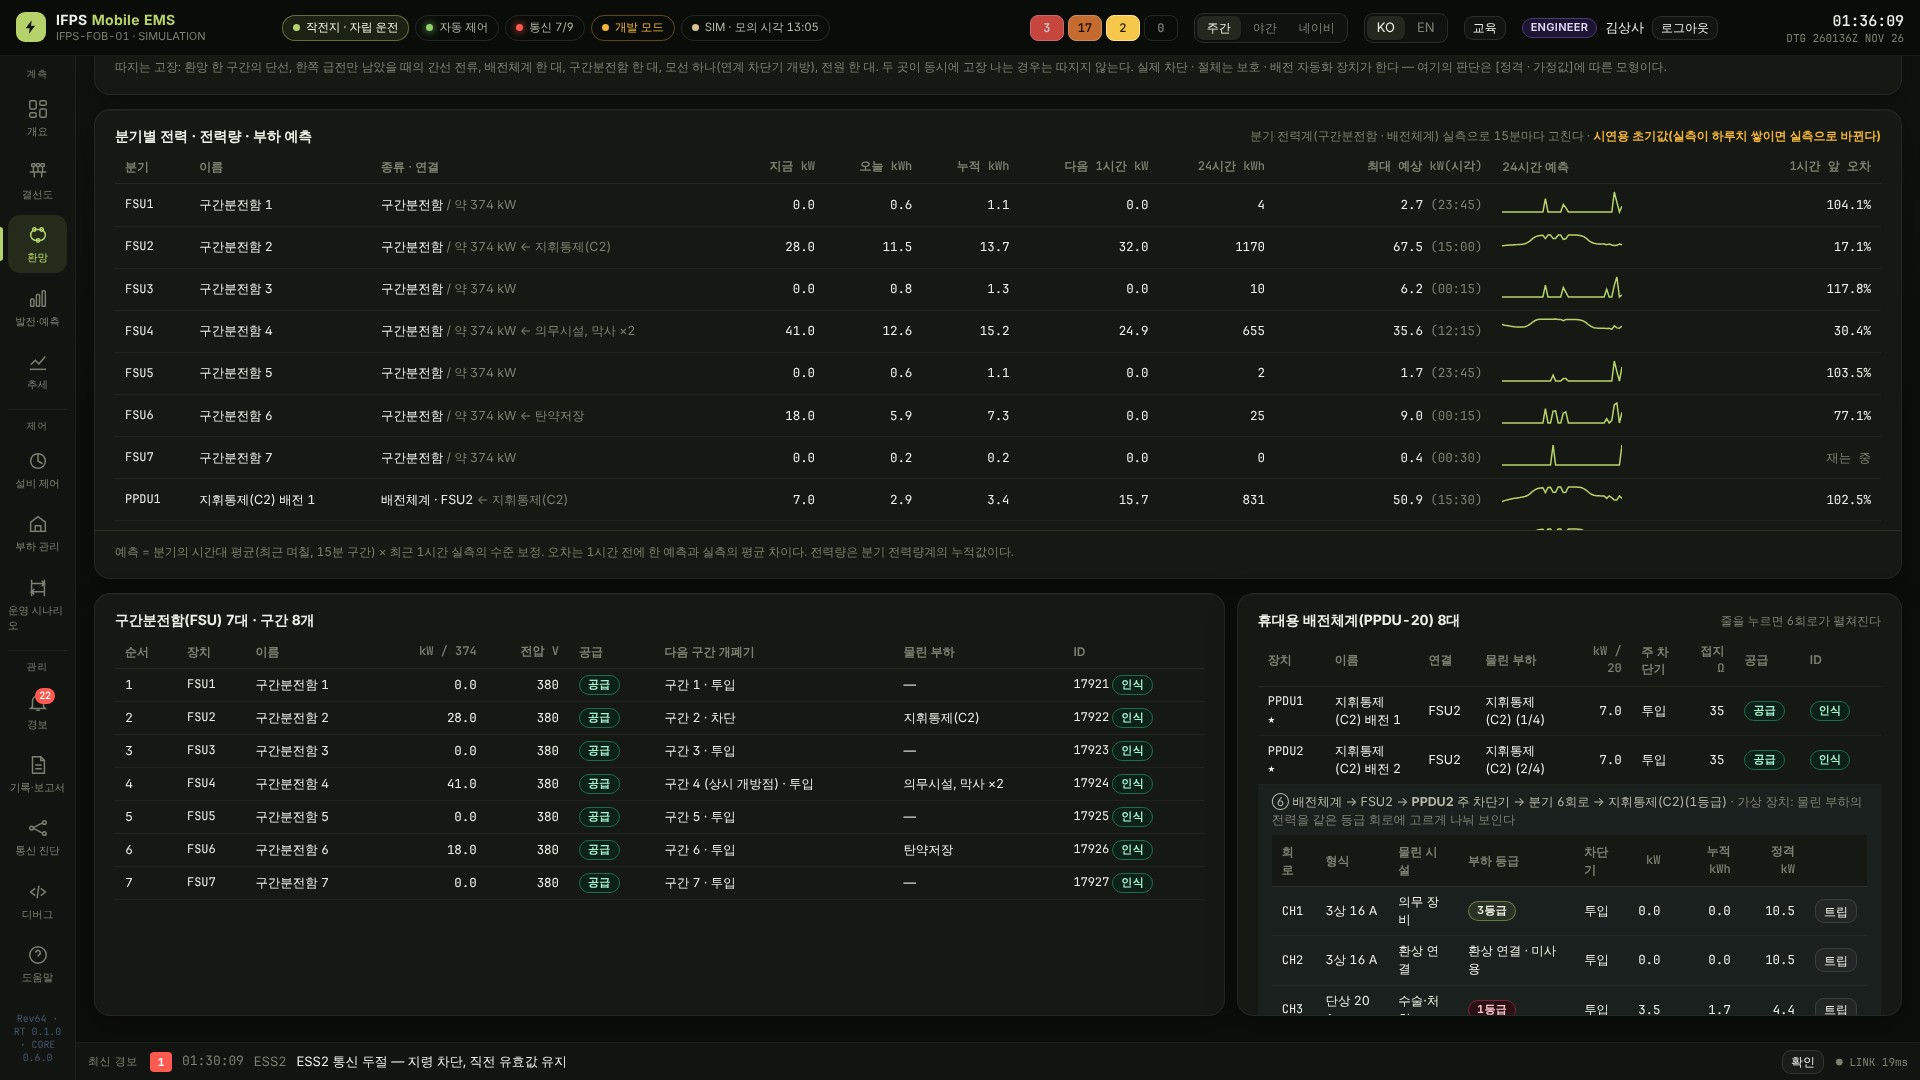 IFPS Mobile EMS
IFPS-FOB-01 · SIMULATION
작전지 · 자립 운전
자동 제어
통신 7/9
개발 모드
SIM · 모의 시각 13:05
3 17 2 0
주간 야간 네이비
KO EN
교육
ENGINEER 김상사 로그아웃
01:36:09
DTG 260136Z NOV 26
계측
개요
결선도
환망
발전·예측
추세
제어
설비 제어
부하 관리
운영 시나리
오
관리
22
경보
기록·보고서
통신 진단
디버그
도움말
Rev64 ·
RT 0.1.0
· CORE
0.6.0
따지는 고장: 환망 한 구간의 단선, 한쪽 급전만 남았을 때의 간선 전류, 배전체계 한 대, 구간분전함 한 대, 모선 하나(연계 차단기 개방), 전원 한 대. 두 곳이 동시에 고장 나는 경우는 따지지 않는다. 실제 차단 · 절체는 보호 · 배전 자동화 장치가 한다 — 여기의 판단은 [정격 · 가정값]에 따른 모형이다.
분기별 전력 · 전력량 · 부하 예측
분기 전력계(구간분전함 · 배전체계) 실측으로 15분마다 고친다 · 시연용 초기값(실측이 하루치 쌓이면 실측으로 바뀐다)
분기 이름 종류 · 연결 지금 kW 오늘 kWh 누적 kWh 다음 1시간 kW 24시간 kWh 최대 예상 kW(시각) 24시간 예측 1시간 앞 오차
FSU1 구간분전함 1 구간분전함 / 약 374 kW 0.0 0.6 1.1 0.0 4 2.7 (23:45) 104.1%
FSU2 구간분전함 2 구간분전함 / 약 374 kW ← 지휘통제(C2) 28.0 11.5 13.7 32.0 1170 67.5 (15:00) 17.1%
FSU3 구간분전함 3 구간분전함 / 약 374 kW 0.0 0.8 1.3 0.0 10 6.2 (00:15) 117.8%
FSU4 구간분전함 4 구간분전함 / 약 374 kW ← 의무시설, 막사 ×2 41.0 12.6 15.2 24.9 655 35.6 (12:15) 30.4%
FSU5 구간분전함 5 구간분전함 / 약 374 kW 0.0 0.6 1.1 0.0 2 1.7 (23:45) 103.5%
FSU6 구간분전함 6 구간분전함 / 약 374 kW ← 탄약저장 18.0 5.9 7.3 0.0 25 9.0 (00:15) 77.1%
FSU7 구간분전함 7 구간분전함 / 약 374 kW 0.0 0.2 0.2 0.0 0 0.4 (00:30) 재는 중
PPDU1 지휘통제(C2) 배전 1 배전체계 · FSU2 ← 지휘통제(C2) 7.0 2.9 3.4 15.7 831 50.9 (15:30) 102.5%
예측 = 분기의 시간대 평균(최근 며칠, 15분 구간) × 최근 1시간 실측의 수준 보정. 오차는 1시간 전에 한 예측과 실측의 평균 차이다. 전력량은 분기 전력량계의 누적값이다.
구간분전함(FSU) 7대 · 구간 8개
순서 장치 이름 kW / 374 전압 V 공급 다음 구간 개폐기 물린 부하 ID
1 FSU1 구간분전함 1 0.0 380 공급 구간 1 · 투입 — 17921 인식
2 FSU2 구간분전함 2 28.0 380 공급 구간 2 · 차단 지휘통제(C2) 17922 인식
3 FSU3 구간분전함 3 0.0 380 공급 구간 3 · 투입 — 17923 인식
4 FSU4 구간분전함 4 41.0 380 공급 구간 4 (상시 개방점) · 투입 의무시설, 막사 ×2 17924 인식
5 FSU5 구간분전함 5 0.0 380 공급 구간 5 · 투입 — 17925 인식
6 FSU6 구간분전함 6 18.0 380 공급 구간 6 · 투입 탄약저장 17926 인식
7 FSU7 구간분전함 7 0.0 380 공급 구간 7 · 투입 — 17927 인식
휴대용 배전체계(PPDU-20) 8대
줄을 누르면 6회로가 펼쳐진다
장치 이름 연결 물린 부하 kW / 주 차 접지 공급 ID
20 단기 Ω
PPDU1 지휘통제 FSU2 지휘통제 7.0 투입 35 공급 인식
★ (C2) 배전 1 (C2) (1/4)
PPDU2 지휘통제 FSU2 지휘통제 7.0 투입 35 공급 인식
★ (C2) 배전 2 (C2) (2/4)
⑥ 배전체계 → FSU2 → PPDU2 주 차단기 → 분기 6회로 → 지휘통제(C2)(1등급) · 가상 장치: 물린 부하의
전력을 같은 등급 회로에 고르게 나눠 보인다
회 형식 물린 시 부하 등급 차단 kW 누적 정격
로 설 기 kWh kW
CH1 3상 16 A 의무 장 3등급 투입 0.0 0.0 10.5 트립
비
CH2 3상 16 A 환상 연 환상 연결 · 미사 투입 0.0 0.0 10.5 트립
결 용
CH3 단상 20 수술·처 1등급 투입 3.5 1.7 4.4 트립
최신 경보 1 01:30:09 ESS2 ESS2 통신 두절 — 지령 차단, 직전 유효값 유지
확인
LINK 19ms